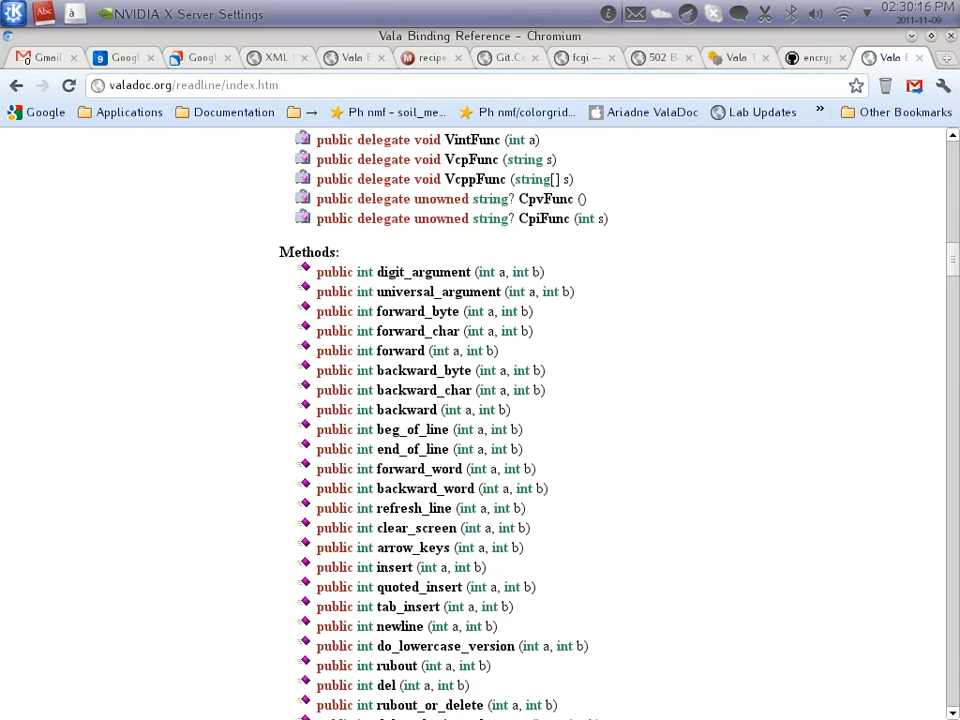 Abc
à
NVIDIA X Server Settings
02:30:16 PM
2011-11-09
Vala Binding Reference - Chromium
Gmail
9 Googl
Googl
XML
Vala
recipe
Git.Co
fcgi --
502 B
Vala T
encry
Vala
valadoc.org/readline/index.htm
Google
Applications
Documentation
→
Ph nmf - soil_me...
Ph nmf/colorgrid...
Ariadne ValaDoc
Lab Updates
»
Other Bookmarks
public delegate void VintFunc (int a)
public delegate void VcpFunc (string s)
public delegate void VcppFunc (string[] s)
public delegate unowned string? CpvFunc ()
public delegate unowned string? CpiFunc (int s)
Methods:
public int digit_argument (int a, int b)
public int universal_argument (int a, int b)
public int forward_byte (int a, int b)
public int forward_char (int a, int b)
public int forward (int a, int b)
public int backward_byte (int a, int b)
public int backward_char (int a, int b)
public int backward (int a, int b)
public int beg_of_line (int a, int b)
public int end_of_line (int a, int b)
public int forward_word (int a, int b)
public int backward_word (int a, int b)
public int refresh_line (int a, int b)
public int clear_screen (int a, int b)
public int arrow_keys (int a, int b)
public int insert (int a, int b)
public int quoted_insert (int a, int b)
public int tab_insert (int a, int b)
public int newline (int a, int b)
public int do_lowercase_version (int a, int b)
public int rubout (int a, int b)
public int del (int a, int b)
public int rubout_or_delete (int a, int b)